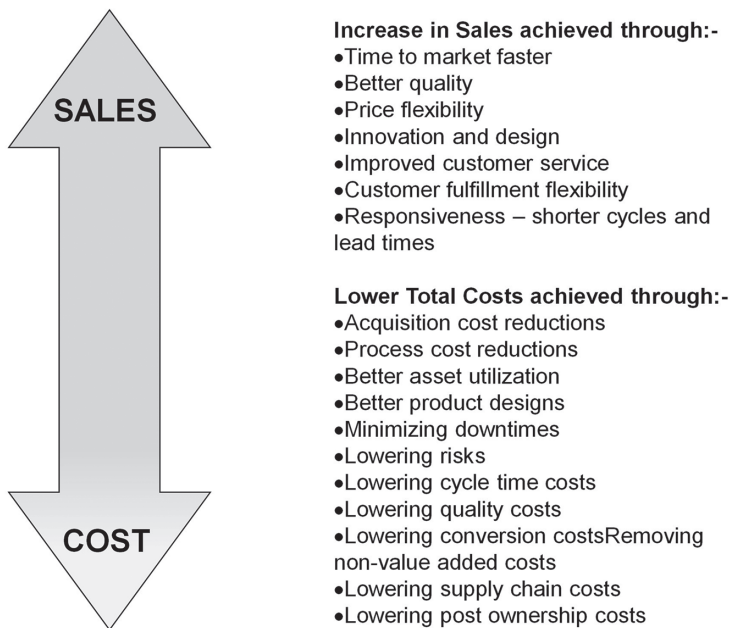 SALES
COST
Increase in Sales achieved through:-
•Time to market faster
•Better quality
•Price flexibility
•Innovation and design
•Improved customer service
•Customer fulfillment flexibility
•Responsiveness – shorter cycles and
lead times
Lower Total Costs achieved through:-
•Acquisition cost reductions
•Process cost reductions
•Better asset utilization
•Better product designs
•Minimizing downtimes
•Lowering risks
•Lowering cycle time costs
•Lowering quality costs
•Lowering conversion costsRemoving
non-value added costs
•Lowering supply chain costs
•Lowering post ownership costs